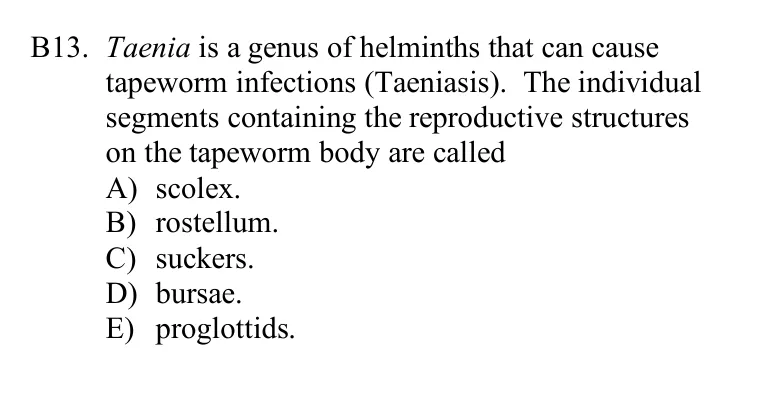 B13. Taenia is a genus of helminths that can cause
tapeworm infections (Taeniasis). The individual
segments containing the reproductive structures
on the tapeworm body are called
A) scolex.
B) rostellum.
C) suckers.
D) bursae.
E) proglottids.